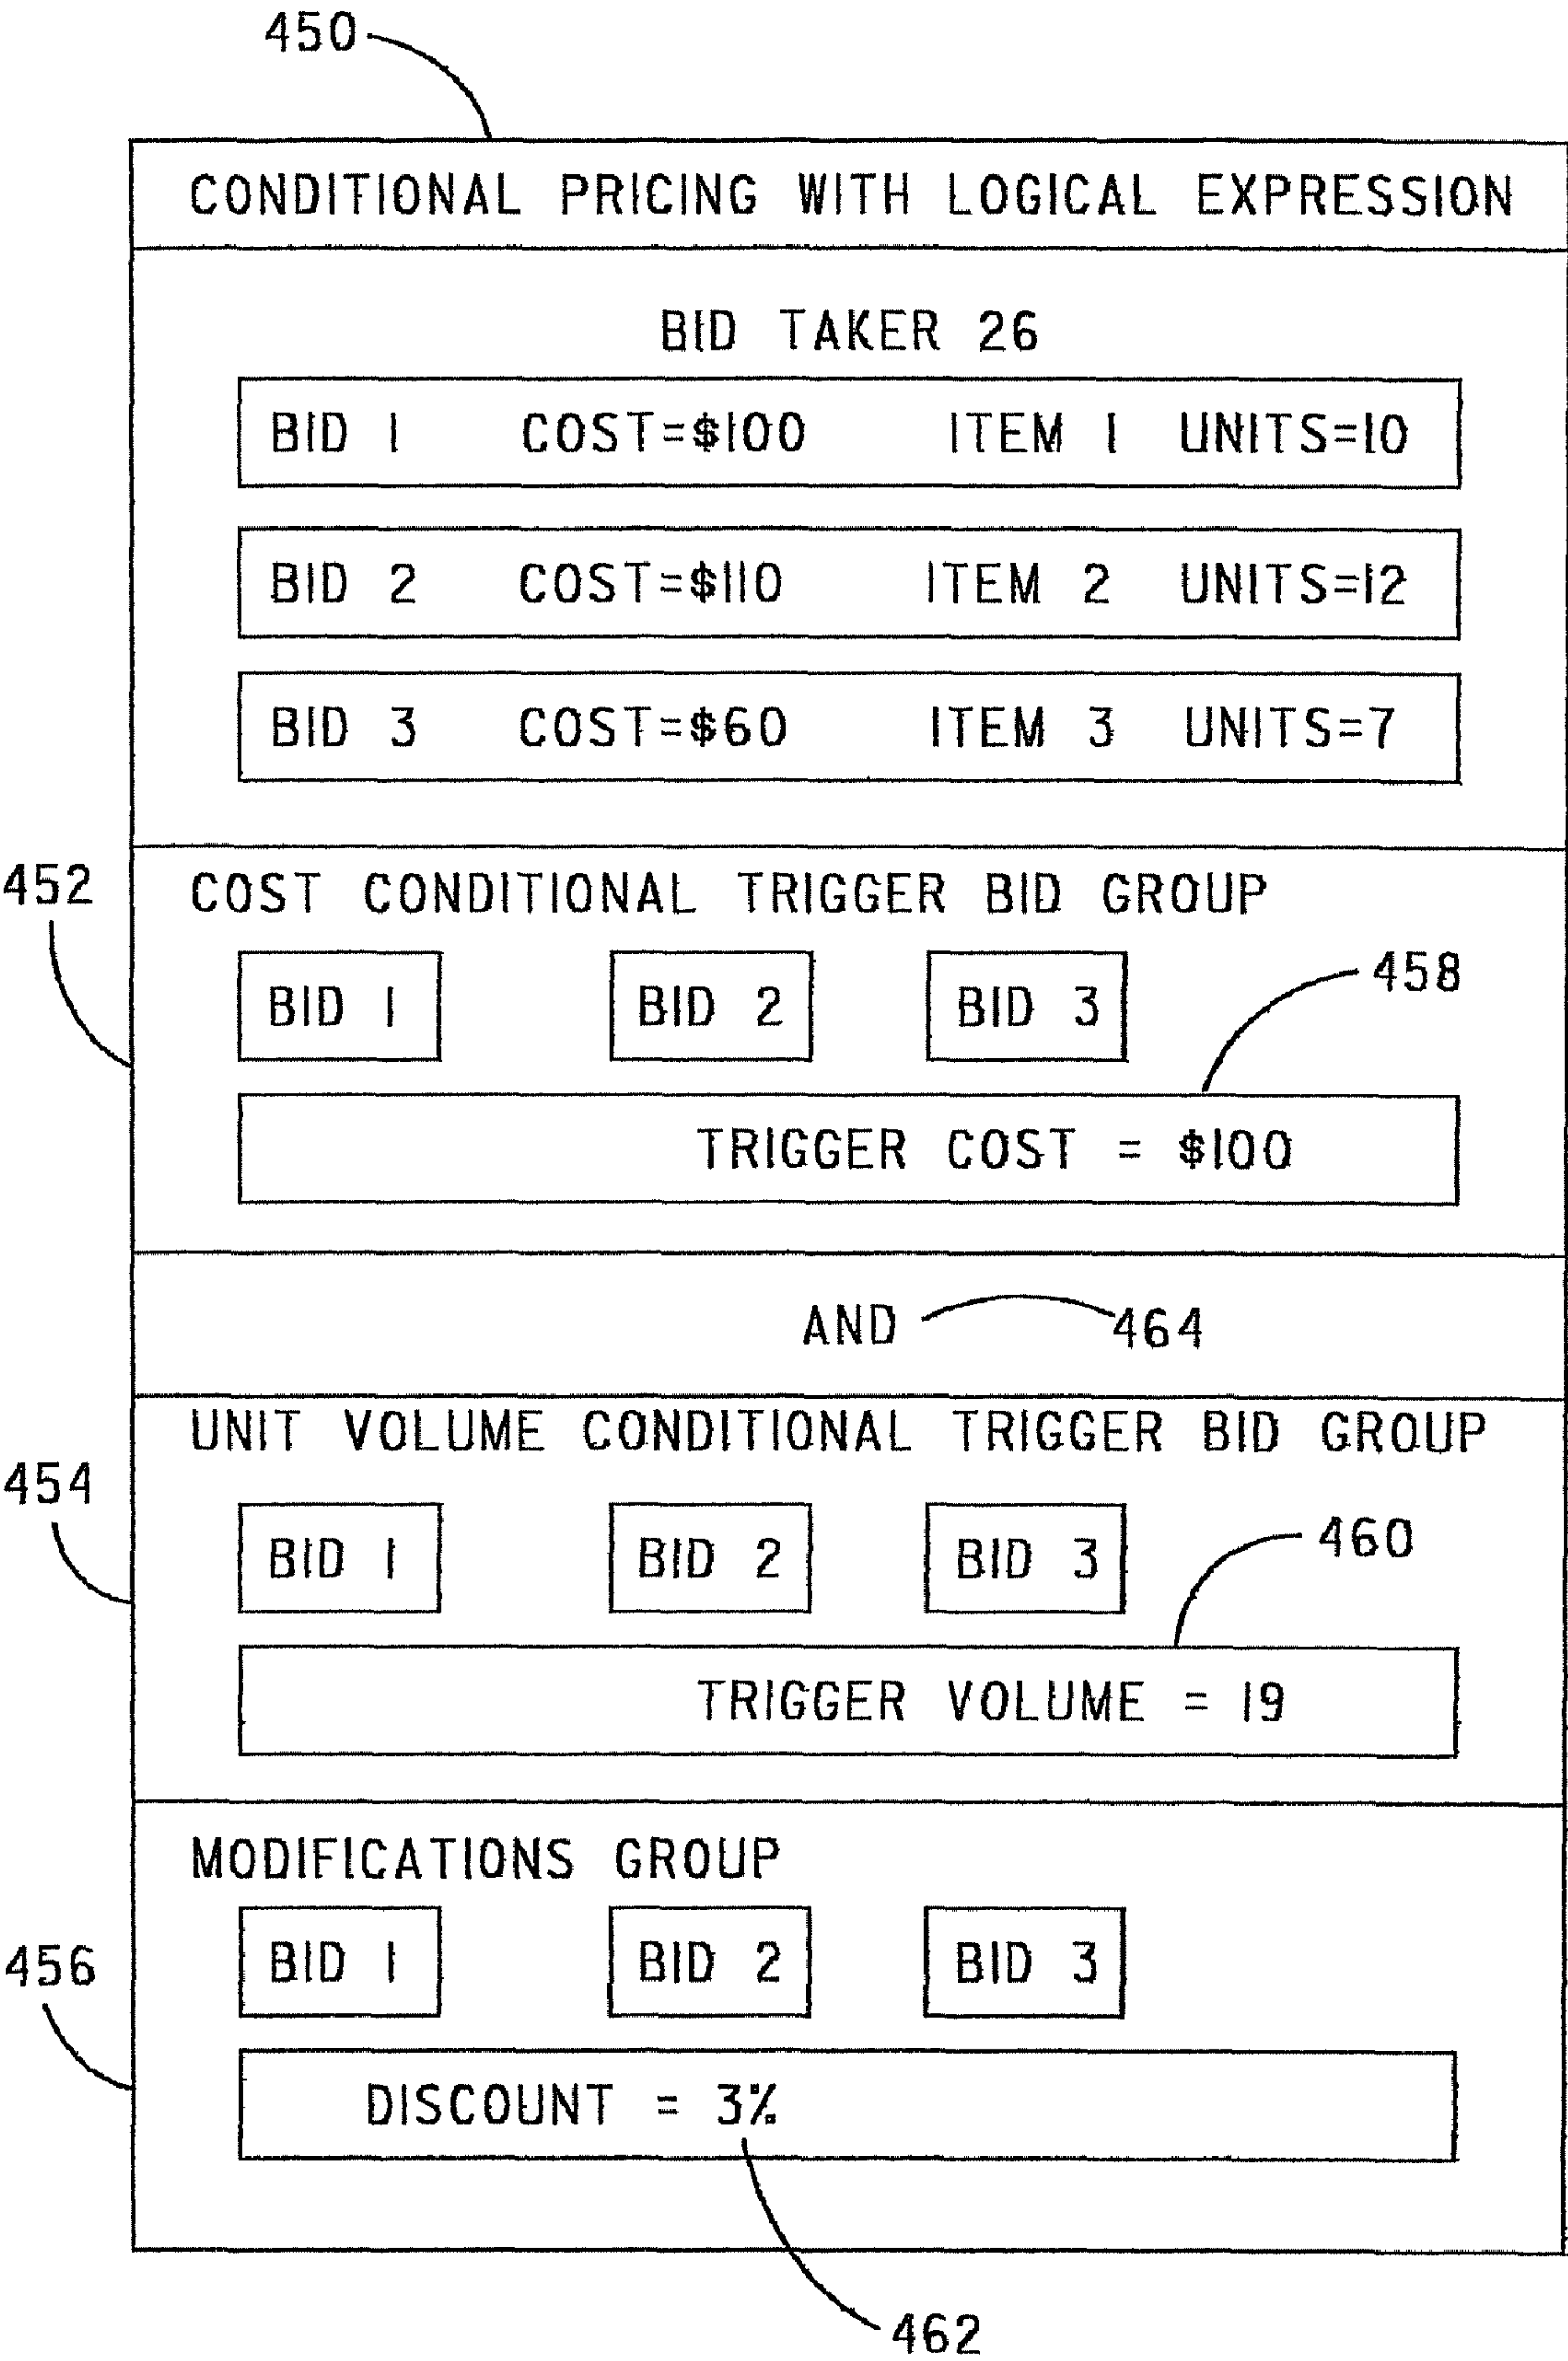 450
CONDITIONAL PRICING WITH LOGICAL EXPRESSION
BID TAKER 26
BID 1 COST=$100 ITEM 1 UNITS=10
BID 2 COST=$110 ITEM 2 UNITS=12
BID 3 COST=$60 ITEM 3 UNITS=7
452
COST CONDITIONAL TRIGGER BID GROUP
BID 1 BID 2 BID 3
458
TRIGGER COST = $100
AND 464
UNIT VOLUME CONDITIONAL TRIGGER BID GROUP
454
BID 1 BID 2 BID 3
460
TRIGGER VOLUME = 19
MODIFICATIONS GROUP
456
BID 1 BID 2 BID 3
DISCOUNT = 3%
462